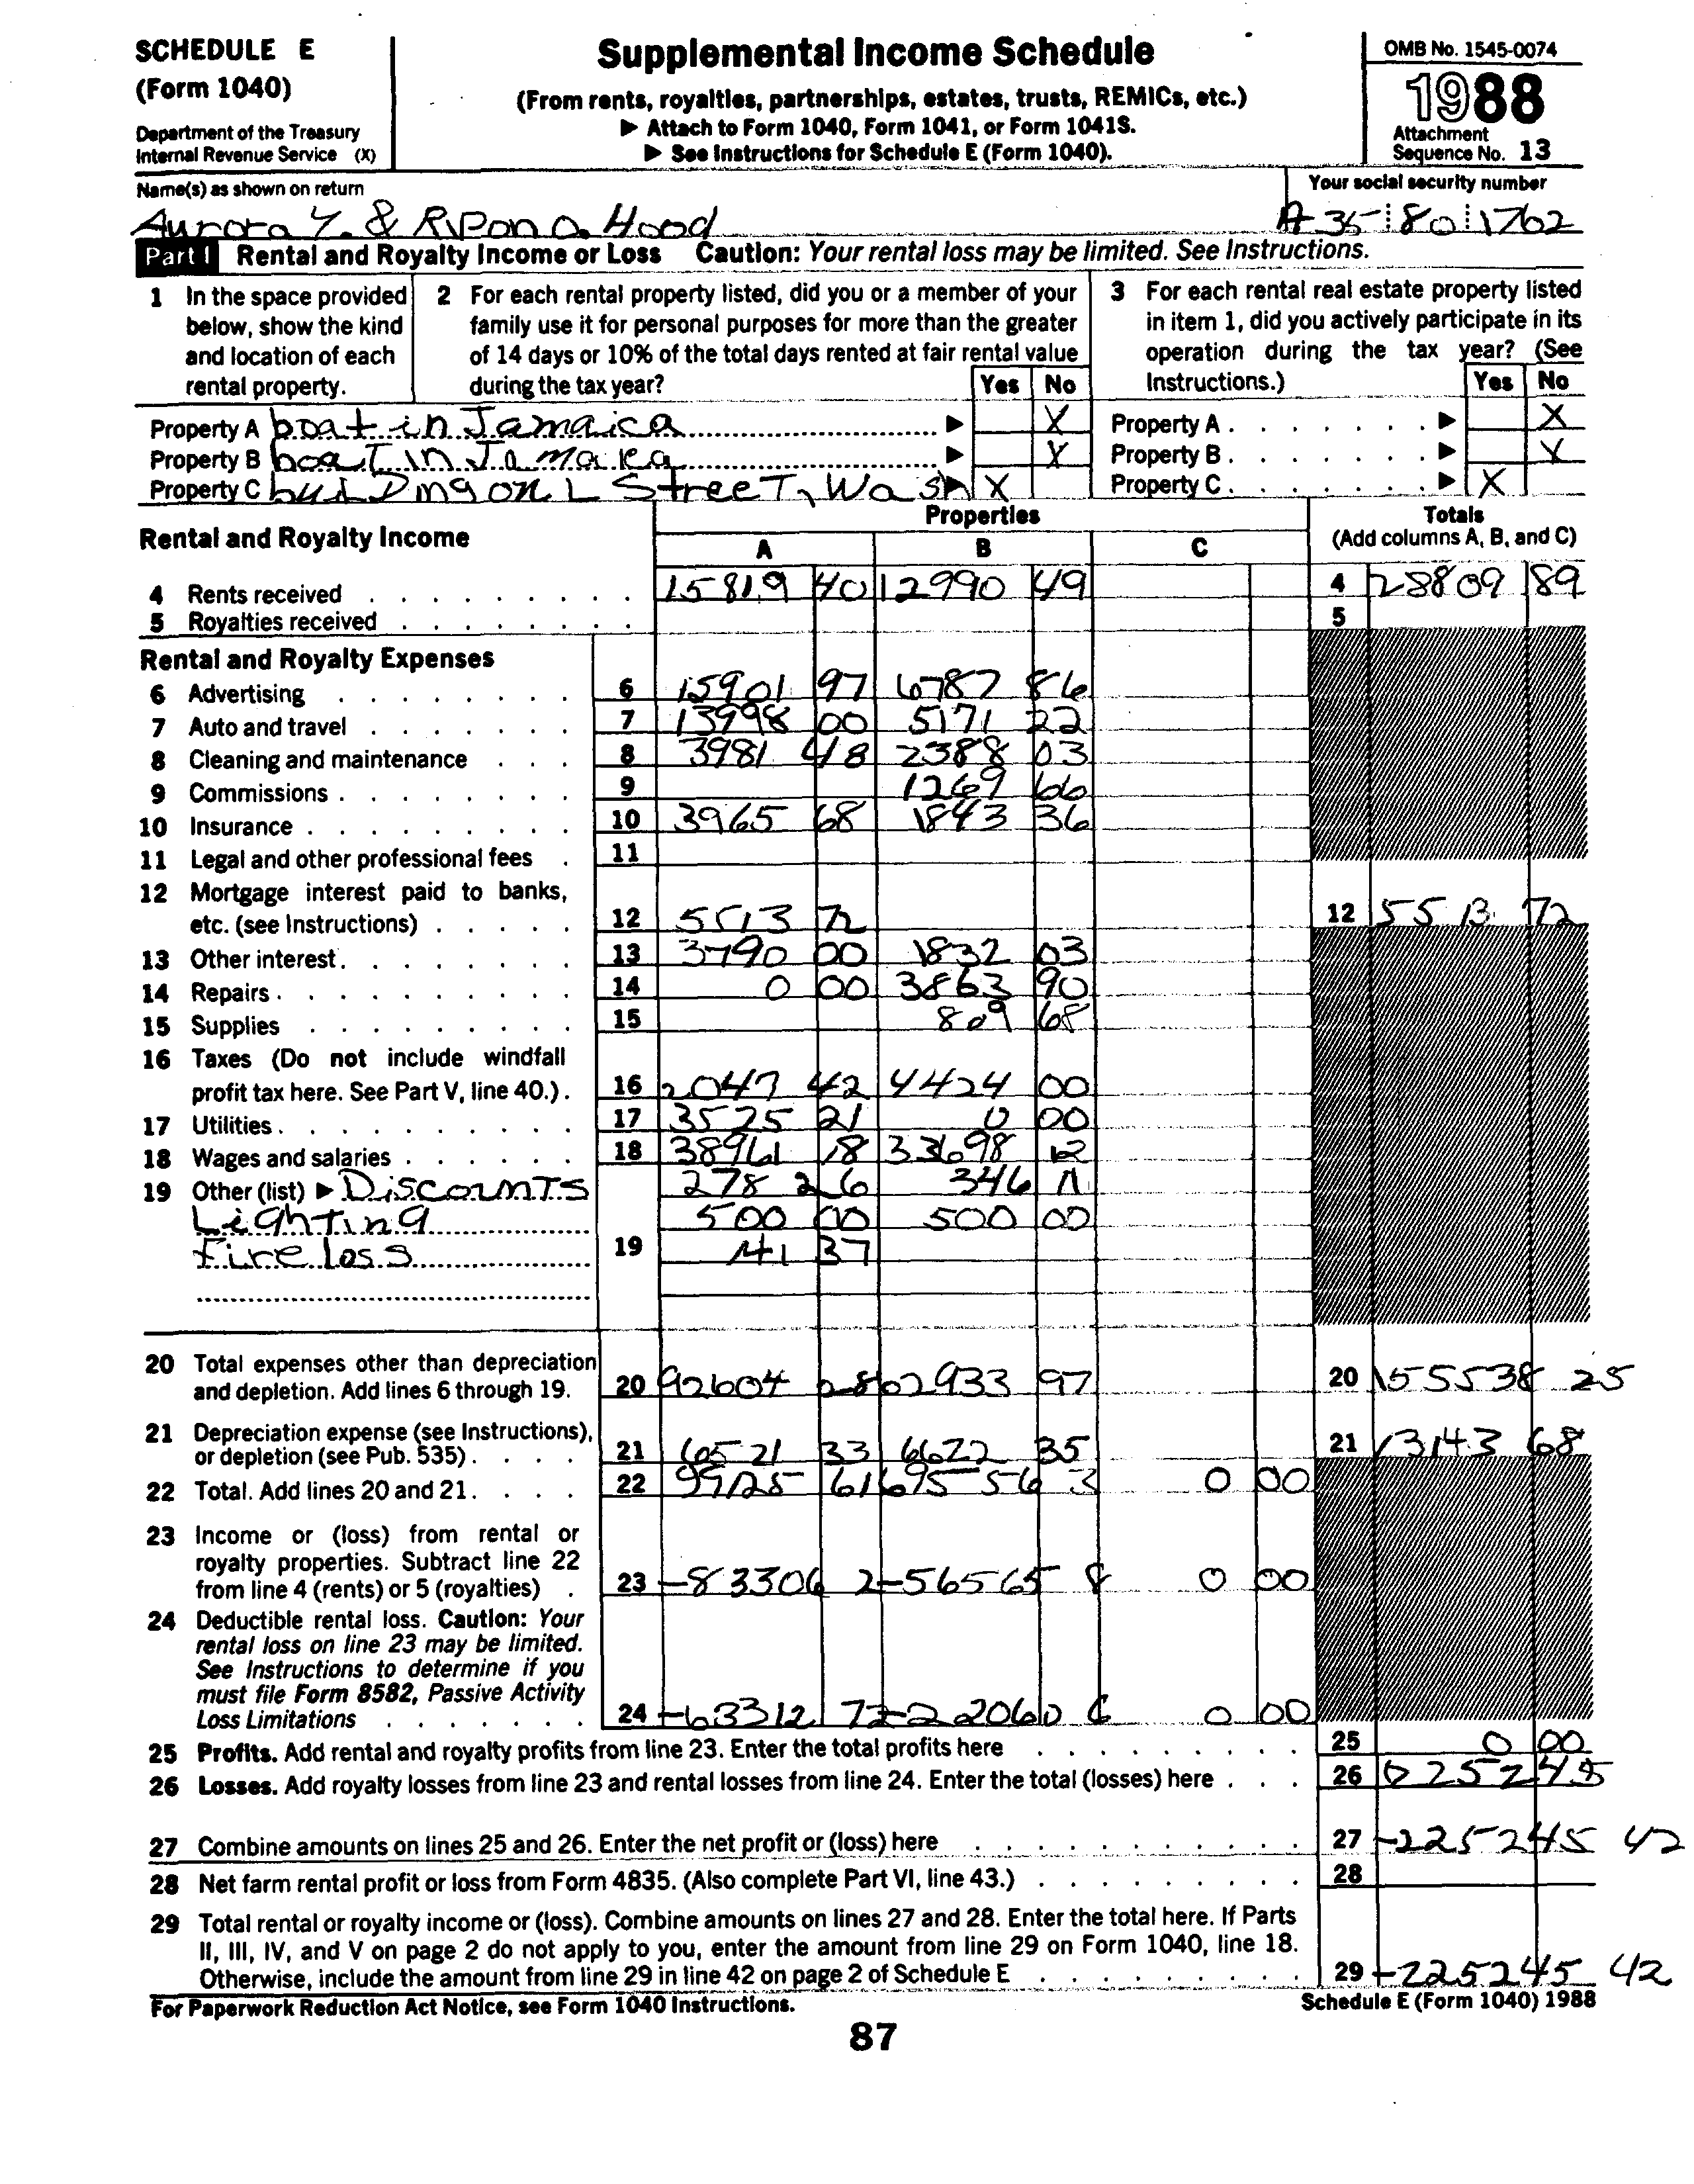 SCHEDULE E
(Form 1040)
Department of the Treasury
Internal Revenue Service (X)
Supplemental Income Schedule
(From rents, royalties, partnerships, estates, trusts, REMICs, etc.)
▶ Attach to Form 1040, Form 1041, or Form 1041S.
▶ See Instructions for Schedule E (Form 1040).
OMB No. 1545-0074
1988
Attachment
Sequence No. 13
Name(s) as shown on return
Your social security number
Aurora Y. & Ripon O. Hood
80 1762
Part I Rental and Royalty Income or Loss Caution: Your rental loss may be limited. See Instructions.
1 In the space provided below, show the kind and location of each rental property.
2 For each rental property listed, did you or a member of your family use it for personal purposes for more than the greater of 14 days or 10% of the total days rented at fair rental value during the tax year?
Yes No
3 For each rental real estate property listed in item 1, did you actively participate in its operation during the tax year? (See Instructions.)
Yes No
Property A boat in Jamaica ▶ X Property A ▶ X
Property B boat in Jamaica ▶ X Property B ▶ X
Property C building on L Street, Wash ▶ X Property C ▶ X
Rental and Royalty Income
Properties
A B C
Totals
(Add columns A, B, and C)
4 Rents received 15819 40 12990 49 4 28809 89
5 Royalties received 5
Rental and Royalty Expenses
6 Advertising 6 15901 97 6787 86
7 Auto and travel 7 13998 00 5171 22
8 Cleaning and maintenance 8 3981 48 2388 03
9 Commissions 9 1269 66
10 Insurance 10 3965 68 1843 36
11 Legal and other professional fees 11
12 Mortgage interest paid to banks,
etc. (see Instructions) 12 5513 72 12 5513 72
13 Other interest 13 3790 00 1832 03
14 Repairs 14 0 00 3863 90
15 Supplies 15 809 68
16 Taxes (Do not include windfall
profit tax here. See Part V, line 40.) 16 2047 42 4424 00
17 Utilities 17 3525 21 0 00
18 Wages and salaries 18 38961 18 33698 12
19 Other (list) ▶ Discounts 278 26 346 11
Lighting 500 00 500 00
Fire loss 19 141 37
20 Total expenses other than depreciation
and depletion. Add lines 6 through 19. 20 92604 28 62933 97 20 155538 25
21 Depreciation expense (see Instructions),
or depletion (see Pub. 535) 21 6521 33 6622 35 21 13143 68
22 Total. Add lines 20 and 21 22 99125 61 69556 3 0 00
23 Income or (loss) from rental or
royalty properties. Subtract line 22
from line 4 (rents) or 5 (royalties) 23 -83306 2 -56565 8 0 00
24 Deductible rental loss. Caution: Your
rental loss on line 23 may be limited.
See Instructions to determine if you
must file Form 8582, Passive Activity
Loss Limitations 24 -63312 72 -22060 6 0 00
25 Profits. Add rental and royalty profits from line 23. Enter the total profits here 25 0 00
26 Losses. Add royalty losses from line 23 and rental losses from line 24. Enter the total (losses) here 26
27 Combine amounts on lines 25 and 26. Enter the net profit or (loss) here 27 -225245 42
28 Net farm rental profit or loss from Form 4835. (Also complete Part VI, line 43.) 28
29 Total rental or royalty income or (loss). Combine amounts on lines 27 and 28. Enter the total here. If Parts
II, III, IV, and V on page 2 do not apply to you, enter the amount from line 29 on Form 1040, line 18.
Otherwise, include the amount from line 29 in line 42 on page 2 of Schedule E 29 -225245 42
For Paperwork Reduction Act Notice, see Form 1040 Instructions.
Schedule E (Form 1040) 1988
87